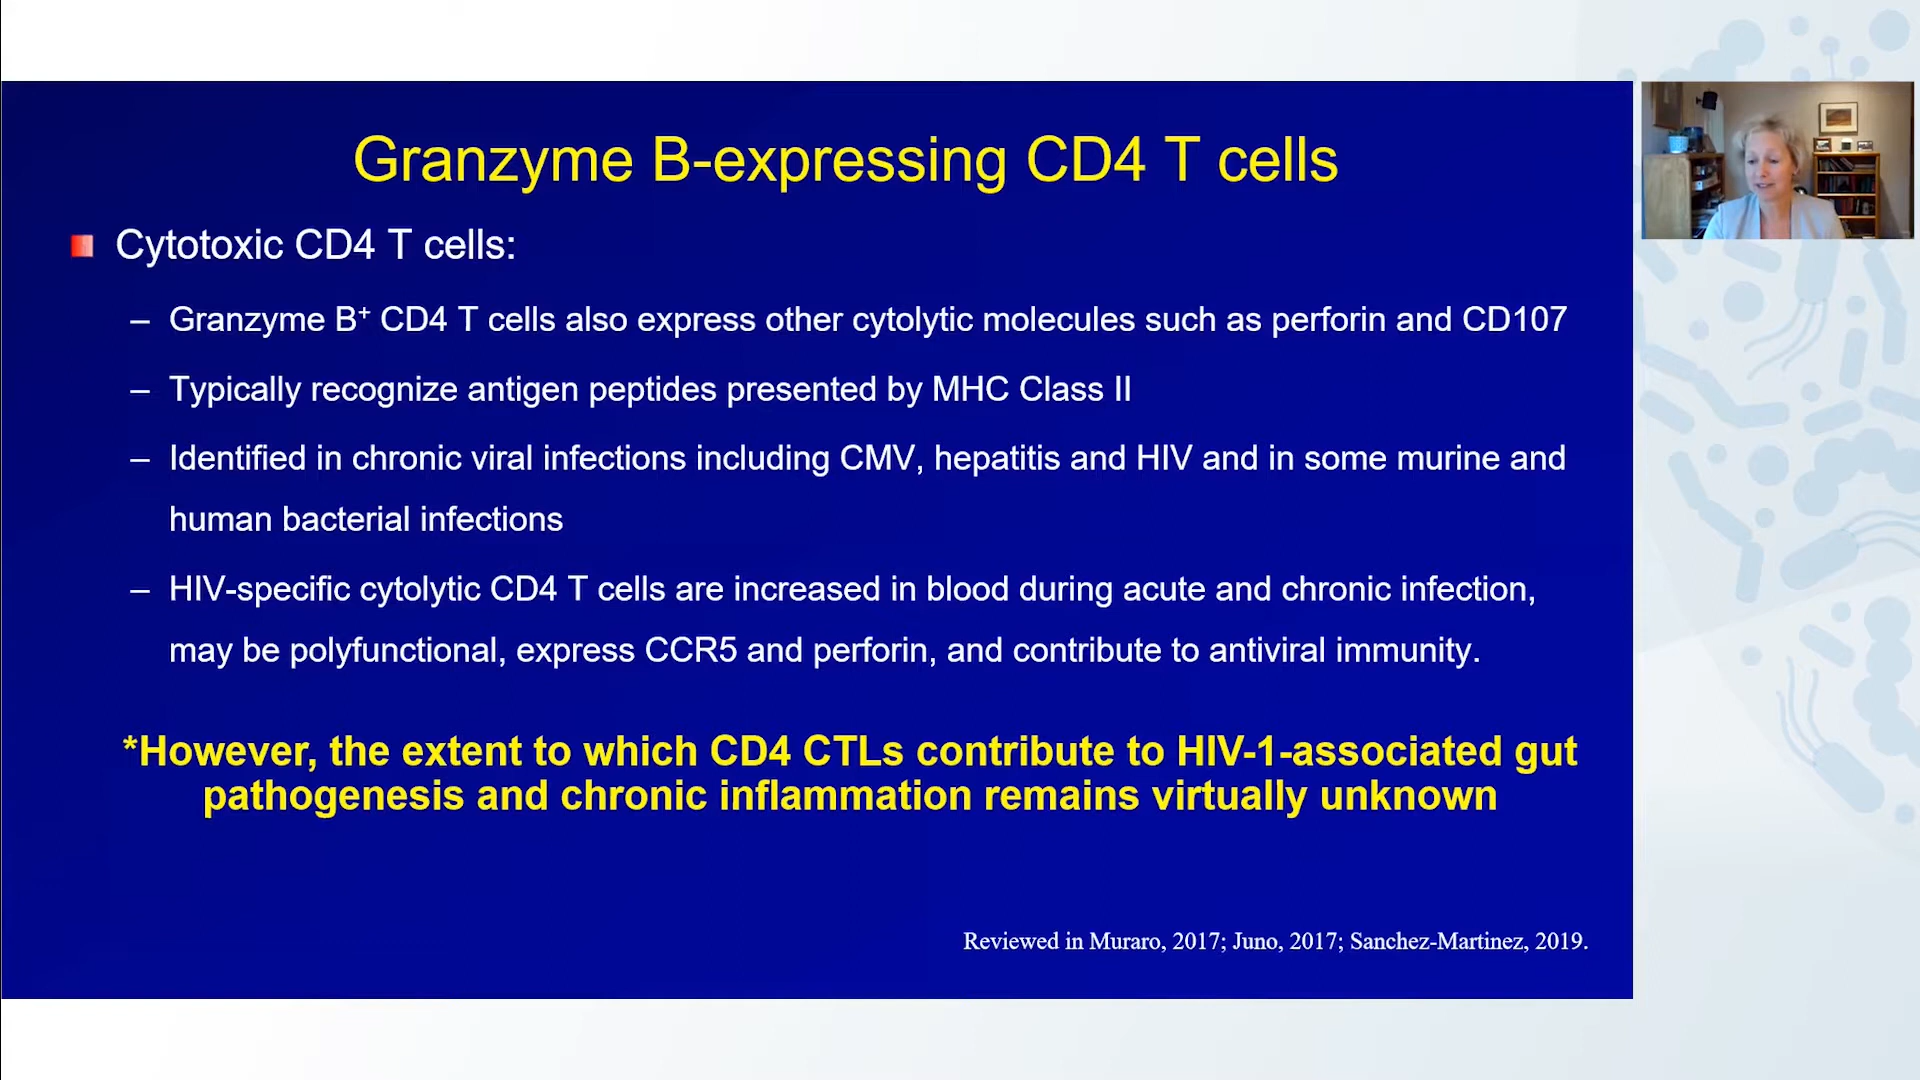 Granzyme B-expressing CD4 T cells
Cytotoxic CD4 T cells:
– Granzyme B⁺ CD4 T cells also express other cytolytic molecules such as perforin and CD107
– Typically recognize antigen peptides presented by MHC Class II
– Identified in chronic viral infections including CMV, hepatitis and HIV and in some murine and
human bacterial infections
– HIV-specific cytolytic CD4 T cells are increased in blood during acute and chronic infection,
may be polyfunctional, express CCR5 and perforin, and contribute to antiviral immunity.
*However, the extent to which CD4 CTLs contribute to HIV-1-associated gut
pathogenesis and chronic inflammation remains virtually unknown
Reviewed in Muraro, 2017; Juno, 2017; Sanchez-Martinez, 2019.